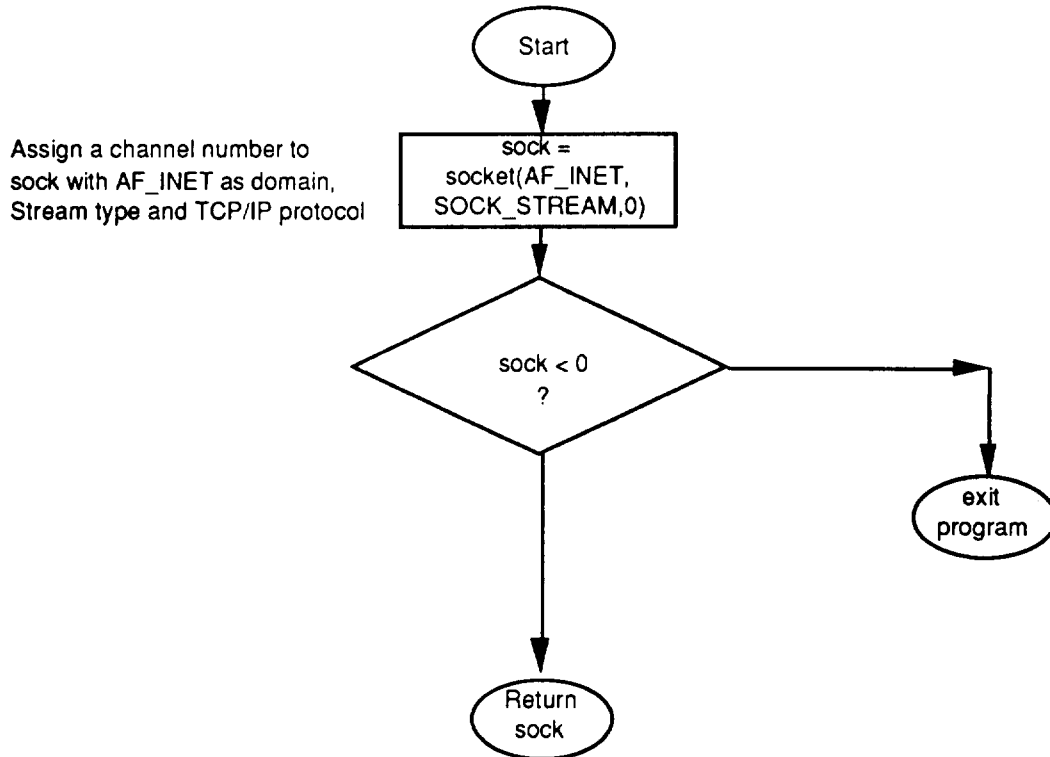 Start
Assign a channel number to
sock with AF_INET as domain,
Stream type and TCP/IP protocol
sock =
socket(AF_INET,
SOCK_STREAM,0)
sock < 0
?
exit
program
Return
sock